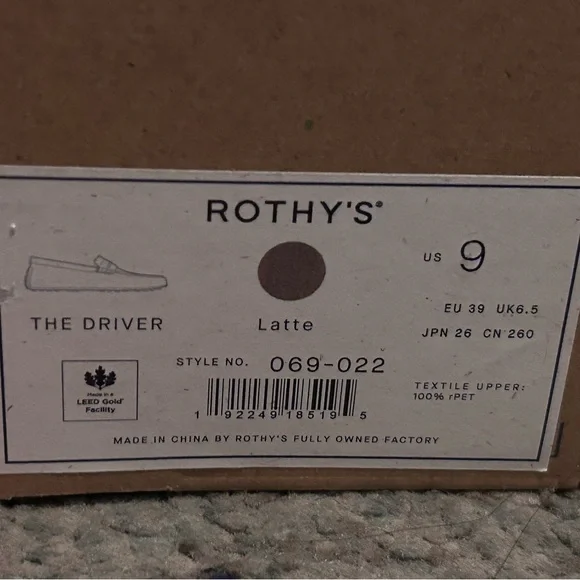 ROTHY'S®
US 9
EU 39 UK6.5
JPN 26 CN 260
THE DRIVER
Latte
STYLE NO. 069-022
TEXTILE UPPER:
100% rPET
Made in a
LEED Gold®
Facility
1 92249 18519 5
MADE IN CHINA BY ROTHY'S FULLY OWNED FACTORY